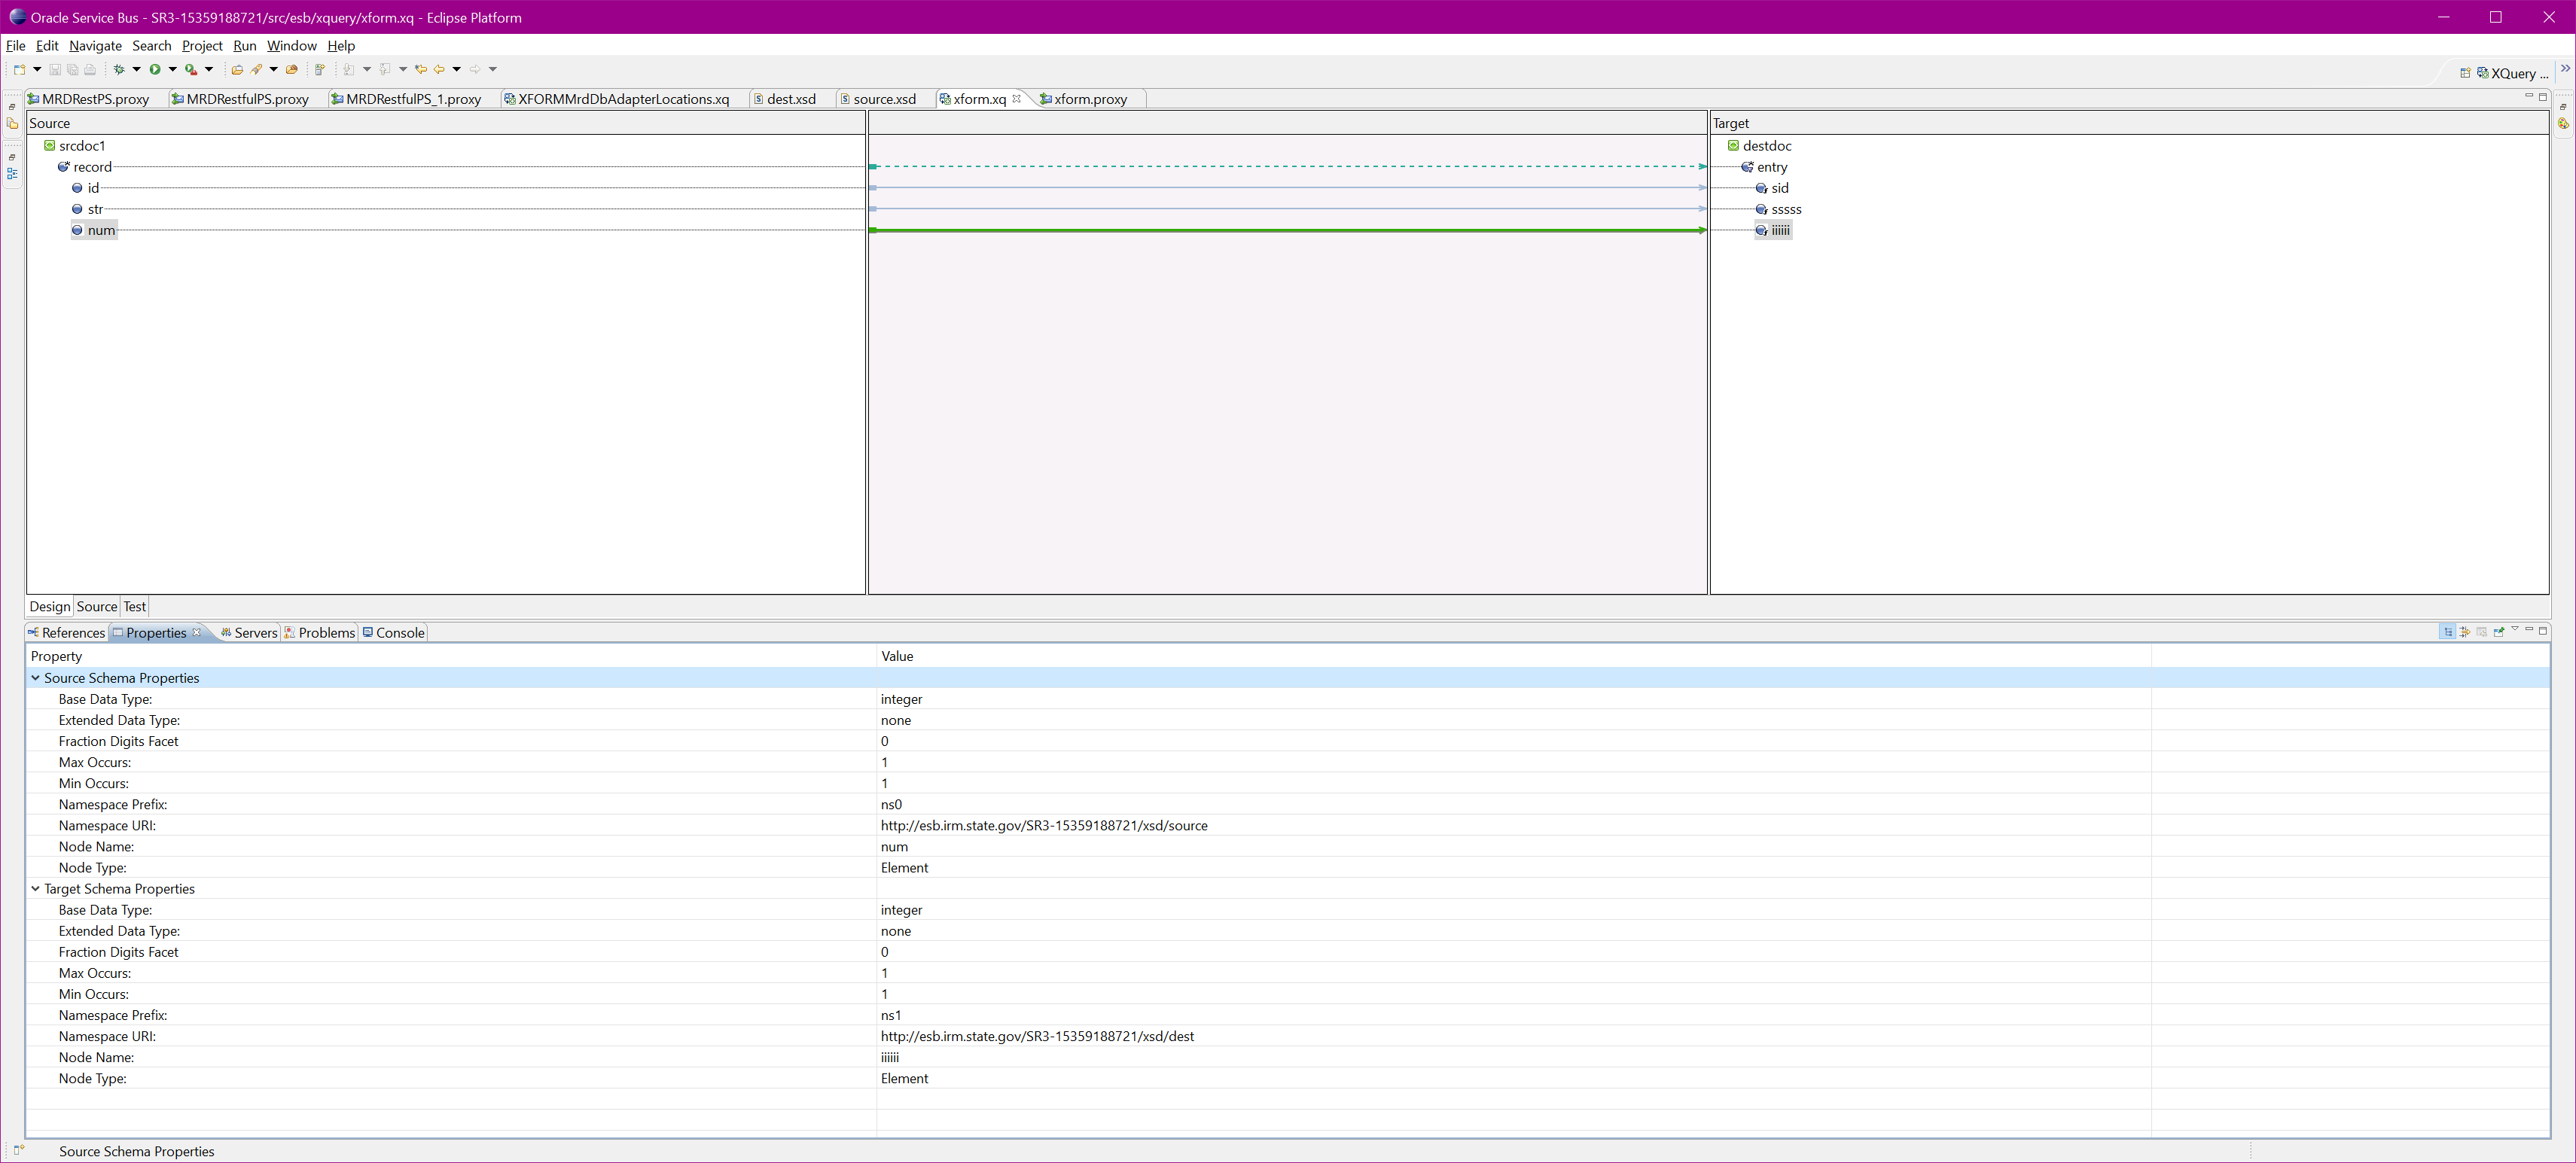 Oracle Service Bus - SR3-15359188721/src/esb/xquery/xform.xq - Eclipse Platform
File Edit Navigate Search Project Run Window Help
XQuery ...
MRDRestPS.proxy MRDRestfulPS.proxy MRDRestfulPS_1.proxy XFORMMrdDbAdapterLocations.xq dest.xsd source.xsd xform.xq xform.proxy
Source Target
srcdoc1 destdoc
record entry
id sid
str sssss
num iiiiii
Design Source Test
References Properties Servers Problems Console
Property Value
Source Schema Properties
Base Data Type: integer
Extended Data Type: none
Fraction Digits Facet 0
Max Occurs: 1
Min Occurs: 1
Namespace Prefix: ns0
Namespace URI: http://esb.irm.state.gov/SR3-15359188721/xsd/source
Node Name: num
Node Type: Element
Target Schema Properties
Base Data Type: integer
Extended Data Type: none
Fraction Digits Facet 0
Max Occurs: 1
Min Occurs: 1
Namespace Prefix: ns1
Namespace URI: http://esb.irm.state.gov/SR3-15359188721/xsd/dest
Node Name: iiiiii
Node Type: Element
Source Schema Properties